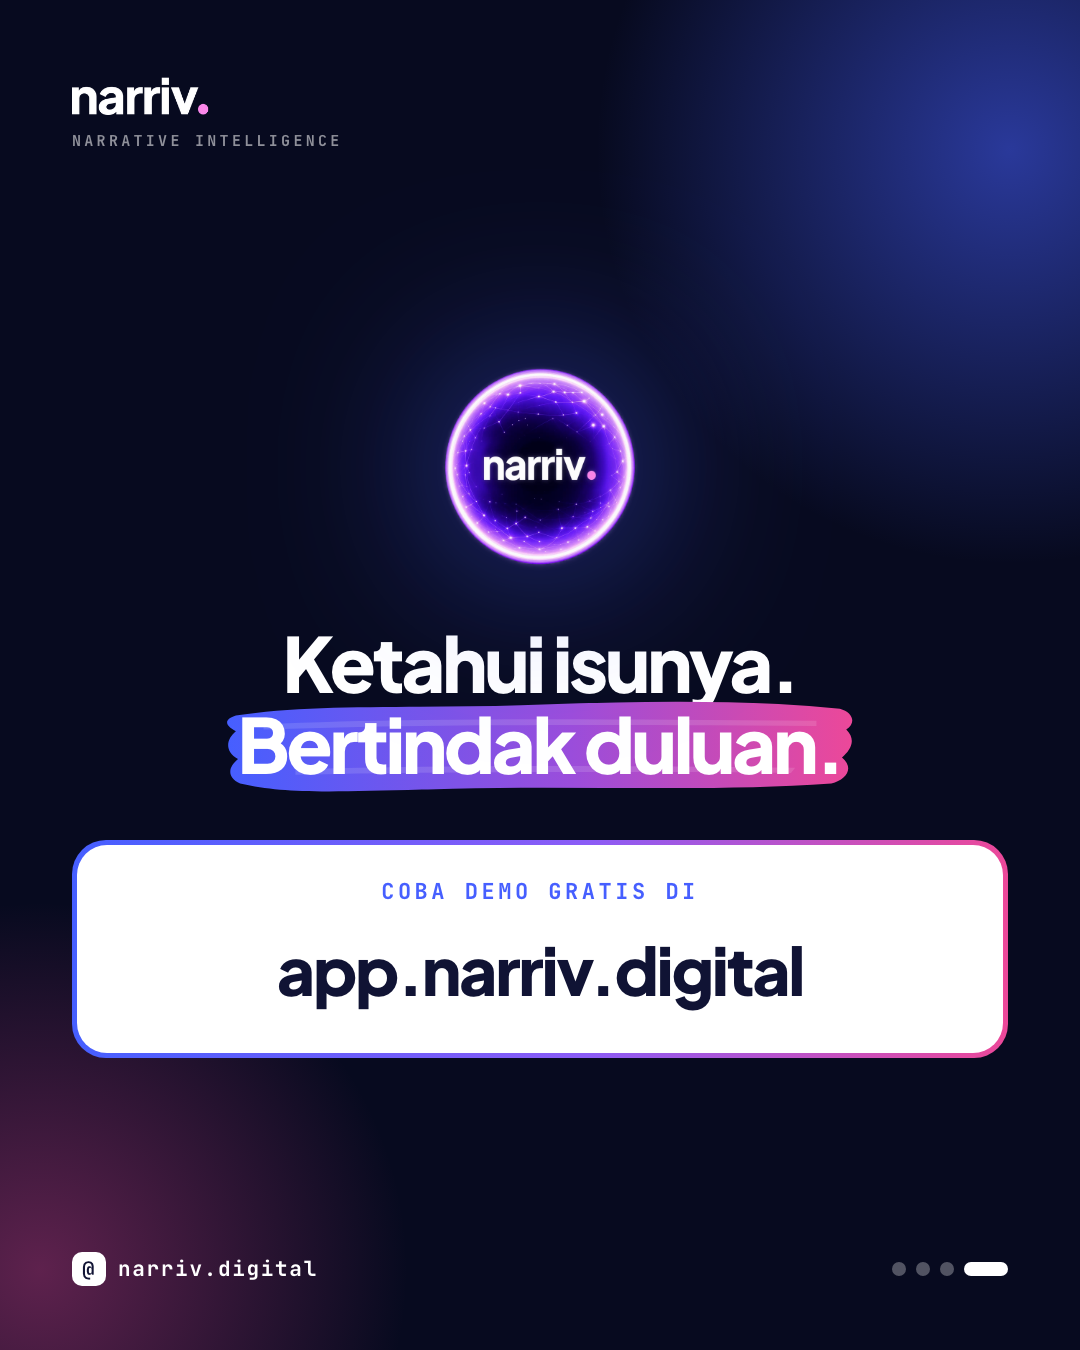 narriv.
NARRATIVE INTELLIGENCE
narriv.
Ketahui isunya.
Bertindak duluan.
COBA DEMO GRATIS DI
app.narriv.digital
@ narriv.digital